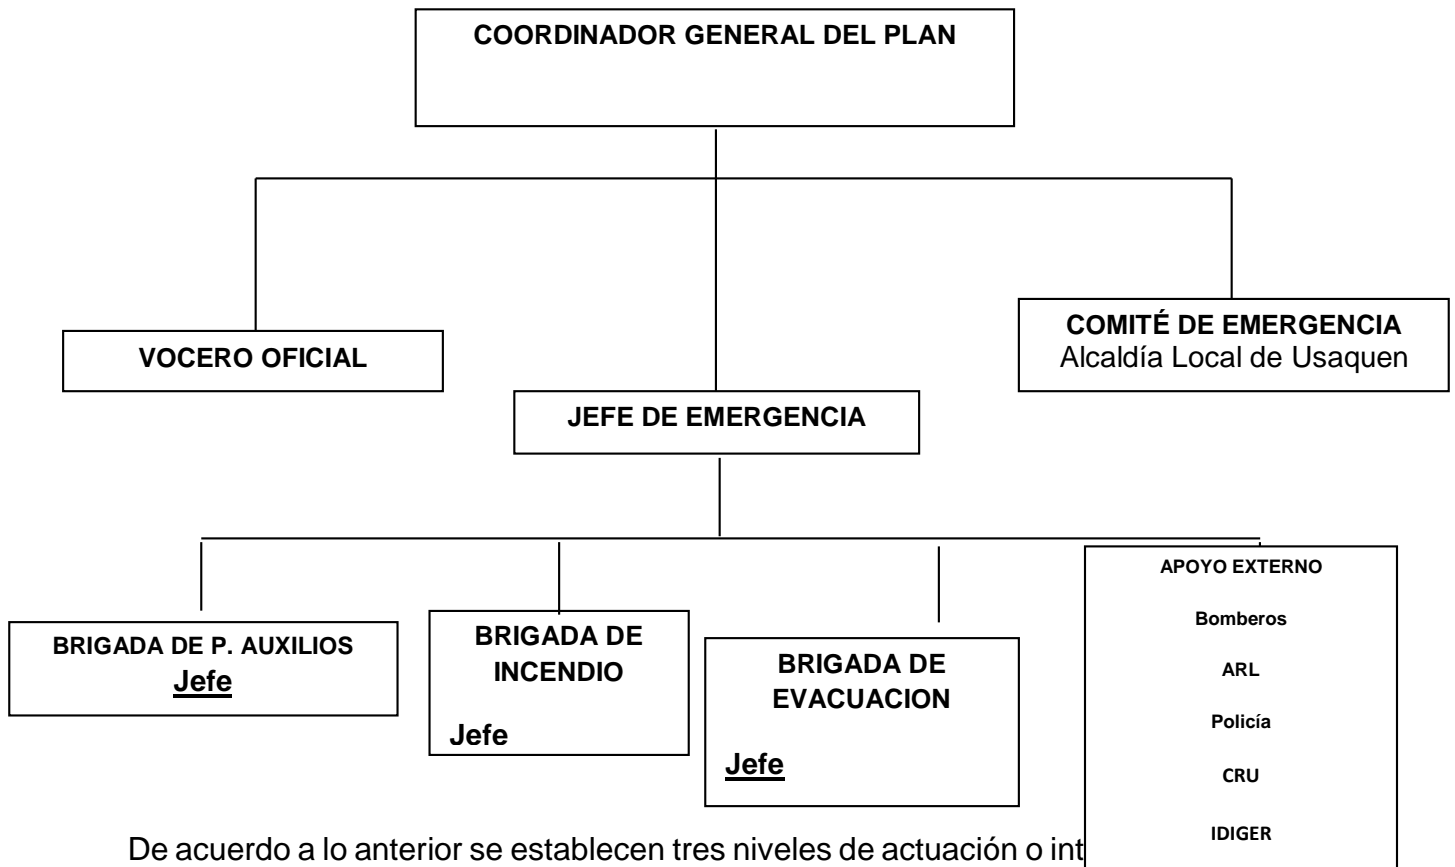 COORDINADOR GENERAL DEL PLAN
VOCERO OFICIAL
COMITÉ DE EMERGENCIA
Alcaldía Local de Usaquen
JEFE DE EMERGENCIA
BRIGADA DE P. AUXILIOS
Jefe
BRIGADA DE
INCENDIO
Jefe
BRIGADA DE
EVACUACION
Jefe
APOYO EXTERNO
Bomberos
ARL
Policía
CRU
IDIGER
De acuerdo a lo anterior se establecen tres niveles de actuación o int